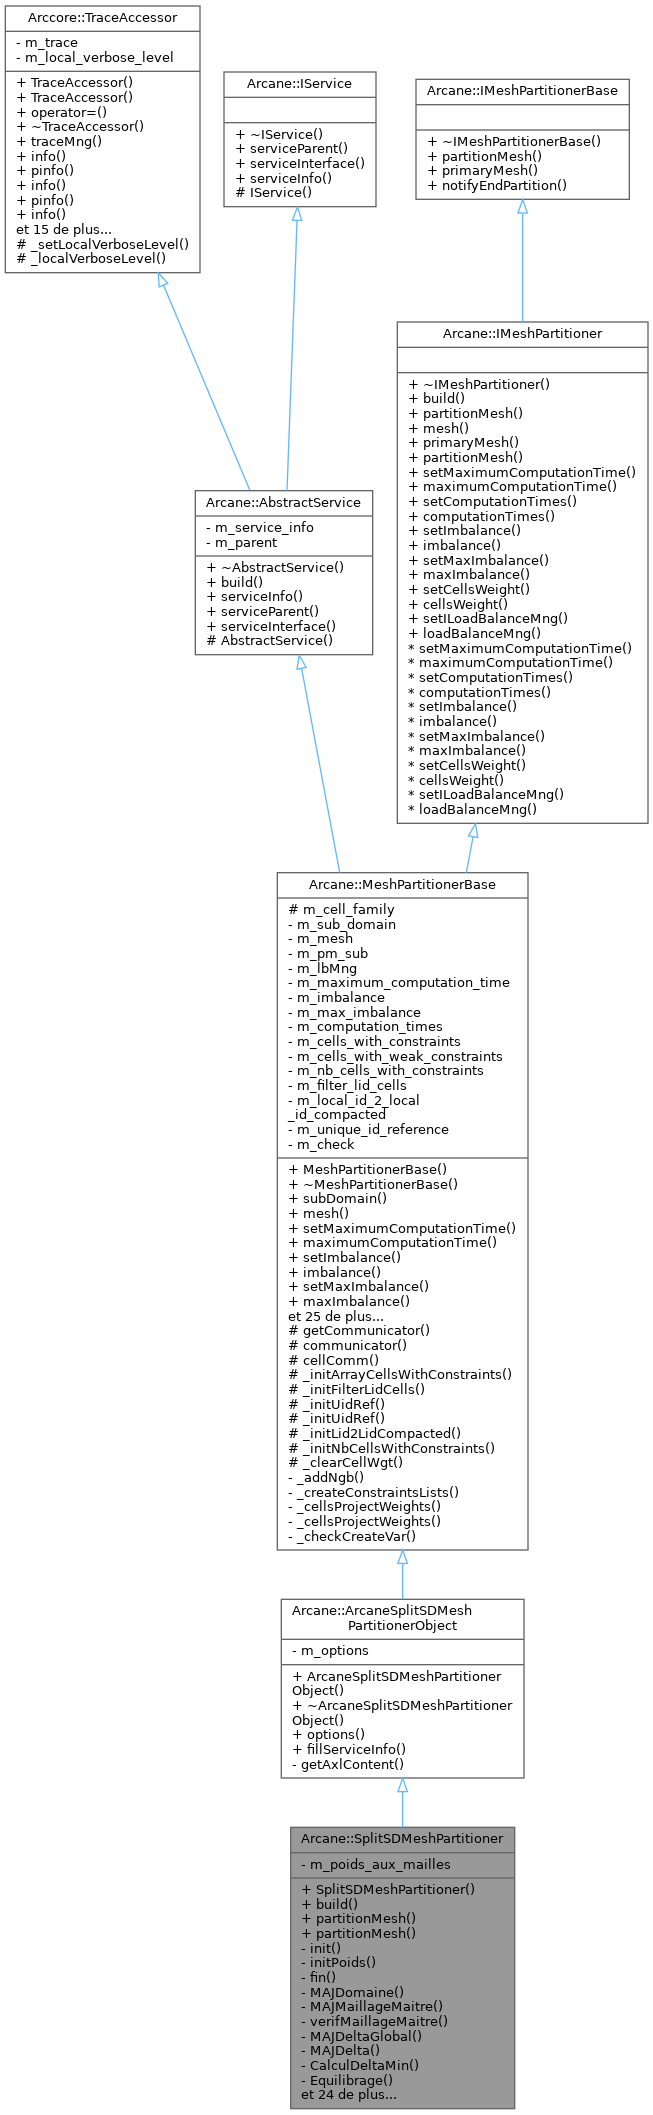 Arccore::TraceAccessor
- m_trace
- m_local_verbose_level
+ TraceAccessor()
+ TraceAccessor()
+ operator=()
+ ~TraceAccessor()
+ traceMng()
+ info()
+ pinfo()
+ info()
+ pinfo()
+ info()
et 15 de plus...
# _setLocalVerboseLevel()
# _localVerboseLevel()
Arcane::IService
+ ~IService()
+ serviceParent()
+ serviceInterface()
+ serviceInfo()
# IService()
Arcane::IMeshPartitionerBase
+ ~IMeshPartitionerBase()
+ partitionMesh()
+ primaryMesh()
+ notifyEndPartition()
Arcane::IMeshPartitioner
+ ~IMeshPartitioner()
+ build()
+ partitionMesh()
+ mesh()
+ primaryMesh()
+ partitionMesh()
+ setMaximumComputationTime()
+ maximumComputationTime()
+ setComputationTimes()
+ computationTimes()
+ setImbalance()
+ imbalance()
+ setMaxImbalance()
+ maxImbalance()
+ setCellsWeight()
+ cellsWeight()
+ setILoadBalanceMng()
+ loadBalanceMng()
* setMaximumComputationTime()
* maximumComputationTime()
* setComputationTimes()
* computationTimes()
* setImbalance()
* imbalance()
* setMaxImbalance()
* maxImbalance()
* setCellsWeight()
* cellsWeight()
* setILoadBalanceMng()
* loadBalanceMng()
Arcane::AbstractService
- m_service_info
- m_parent
+ ~AbstractService()
+ build()
+ serviceInfo()
+ serviceParent()
+ serviceInterface()
# AbstractService()
Arcane::MeshPartitionerBase
# m_cell_family
- m_sub_domain
- m_mesh
- m_pm_sub
- m_lbMng
- m_maximum_computation_time
- m_imbalance
- m_max_imbalance
- m_computation_times
- m_cells_with_constraints
- m_cells_with_weak_constraints
- m_nb_cells_with_constraints
- m_filter_lid_cells
- m_local_id_2_local
_id_compacted
- m_unique_id_reference
- m_check
+ MeshPartitionerBase()
+ ~MeshPartitionerBase()
+ subDomain()
+ mesh()
+ setMaximumComputationTime()
+ maximumComputationTime()
+ setImbalance()
+ imbalance()
+ setMaxImbalance()
+ maxImbalance()
et 25 de plus...
# getCommunicator()
# communicator()
# cellComm()
# _initArrayCellsWithConstraints()
# _initFilterLidCells()
# _initUidRef()
# _initUidRef()
# _initLid2LidCompacted()
# _initNbCellsWithConstraints()
# _clearCellWgt()
- _addNgb()
- _createConstraintsLists()
- _cellsProjectWeights()
- _cellsProjectWeights()
- _checkCreateVar()
Arcane::ArcaneSplitSDMesh
PartitionerObject
- m_options
+ ArcaneSplitSDMeshPartitioner
Object()
+ ~ArcaneSplitSDMeshPartitioner
Object()
+ options()
+ fillServiceInfo()
- getAxlContent()
Arcane::SplitSDMeshPartitioner
- m_poids_aux_mailles
+ SplitSDMeshPartitioner()
+ build()
+ partitionMesh()
+ partitionMesh()
- init()
- initPoids()
- fin()
- MAJDomaine()
- MAJMaillageMaitre()
- verifMaillageMaitre()
- MAJDeltaGlobal()
- MAJDelta()
- CalculDeltaMin()
- Equilibrage()
et 24 de plus...